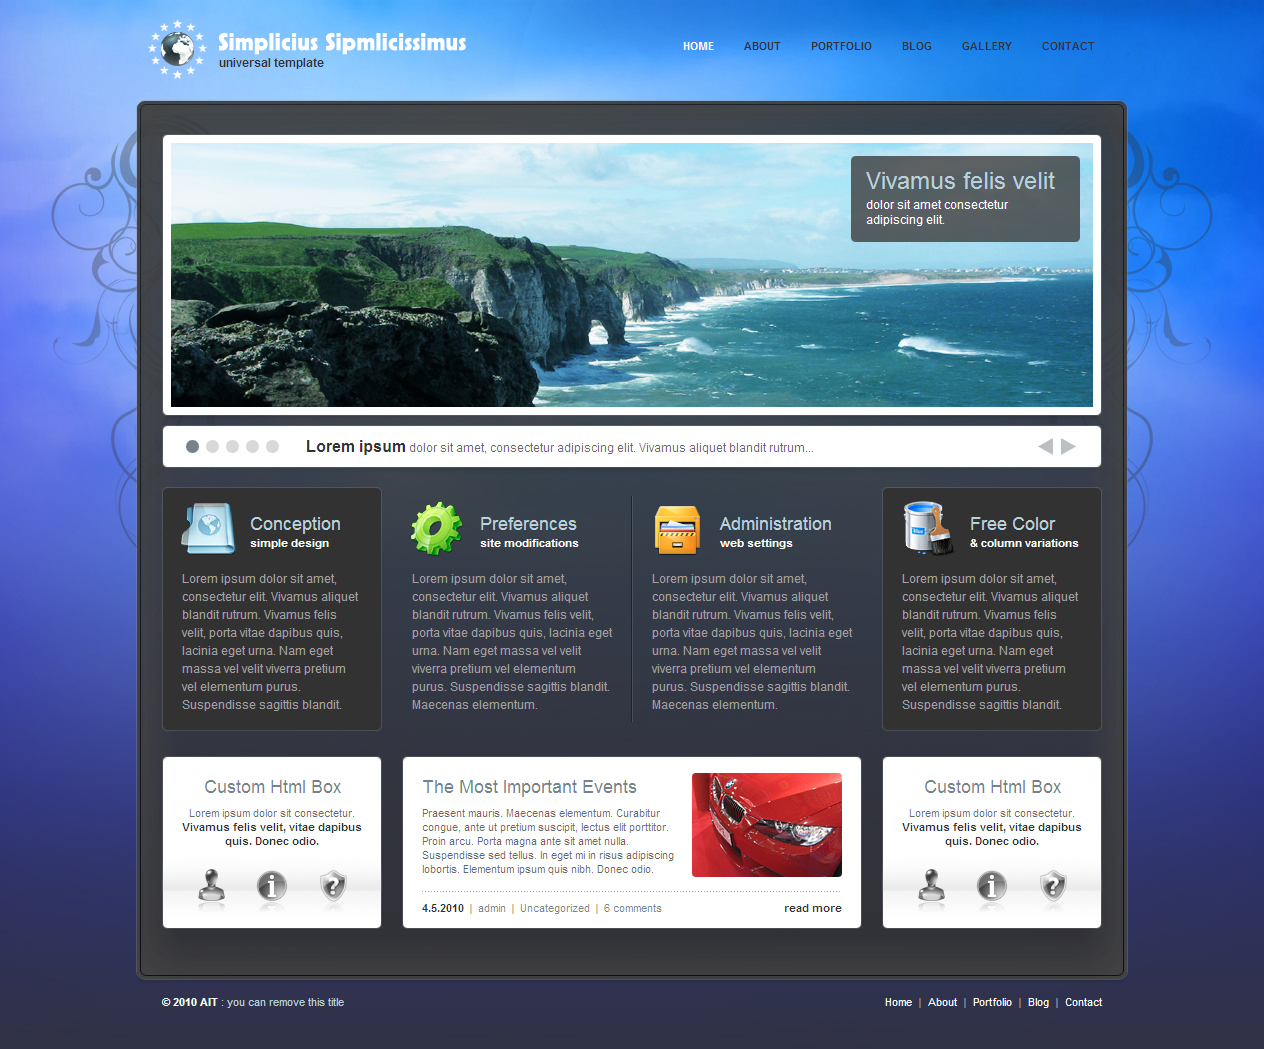 Simplicius Sipmlicissimus
universal template
HOME ABOUT PORTFOLIO BLOG GALLERY CONTACT
Vivamus felis velit
dolor sit amet consectetur
adipiscing elit.
Lorem ipsum dolor sit amet, consectetur adipiscing elit. Vivamus aliquet blandit rutrum...
Conception
simple design
Lorem ipsum dolor sit amet,
consectetur elit. Vivamus aliquet
blandit rutrum. Vivamus felis
velit, porta vitae dapibus quis,
lacinia eget urna. Nam eget
massa vel velit viverra pretium
vel elementum purus.
Suspendisse sagittis blandit.
Preferences
site modifications
Lorem ipsum dolor sit amet,
consectetur elit. Vivamus aliquet
blandit rutrum. Vivamus felis velit,
porta vitae dapibus quis, lacinia eget
urna. Nam eget massa vel velit
viverra pretium vel elementum
purus. Suspendisse sagittis blandit.
Maecenas elementum.
Administration
web settings
Lorem ipsum dolor sit amet,
consectetur elit. Vivamus aliquet
blandit rutrum. Vivamus felis velit,
porta vitae dapibus quis, lacinia eget
urna. Nam eget massa vel velit
viverra pretium vel elementum
purus. Suspendisse sagittis blandit.
Maecenas elementum.
Free Color
& column variations
Lorem ipsum dolor sit amet,
consectetur elit. Vivamus aliquet
blandit rutrum. Vivamus felis
velit, porta vitae dapibus quis,
lacinia eget urna. Nam eget
massa vel velit viverra pretium
vel elementum purus.
Suspendisse sagittis blandit.
Custom Html Box
Lorem ipsum dolor sit consectetur.
Vivamus felis velit, vitae dapibus
quis. Donec odio.
The Most Important Events
Praesent mauris. Maecenas elementum. Curabitur
congue, ante ut pretium suscipit, lectus elit porttitor.
Proin arcu. Porta magna ante sit amet nulla.
Suspendisse sed tellus. In eget mi in risus adipiscing
lobortis. Elementum ipsum quis nibh. Donec odio.
4.5.2010 | admin | Uncategorized | 6 comments read more
Custom Html Box
Lorem ipsum dolor sit consectetur.
Vivamus felis velit, vitae dapibus
quis. Donec odio.
© 2010 AIT : you can remove this title
Home | About | Portfolio | Blog | Contact